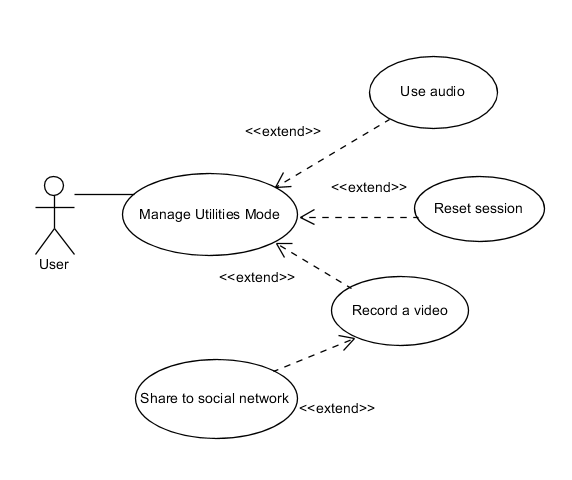 Use audio
<<extend>>
<<extend>>
Manage Utilities Mode
Reset session
User
<<extend>>
Record a video
Share to social network
<<extend>>